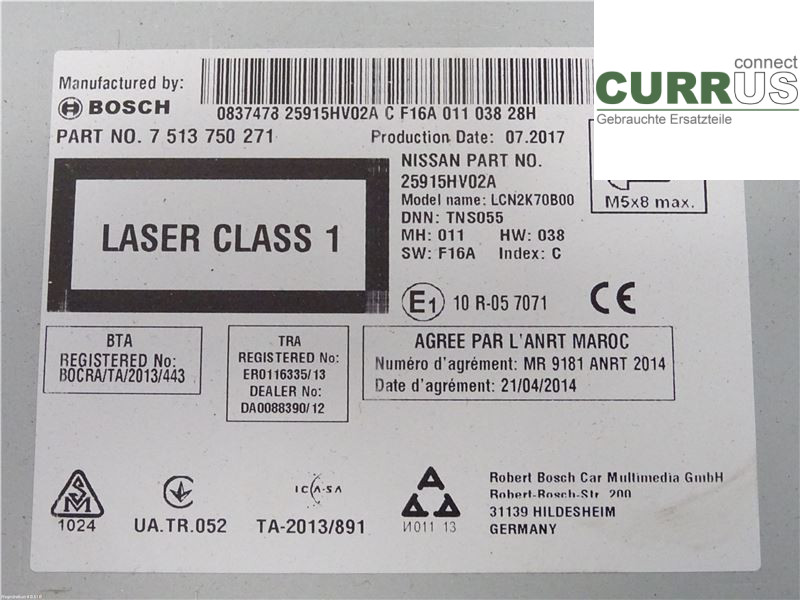 Manufactured by:
BOSCH
0837473 25915HV02A C F16A 011 038 28H
PART NO. 7 513 750 271
Production Date: 07.2017
connect
CURRUS
Gebrauchte Ersatzteile
LASER CLASS 1
NISSAN PART NO.
25915HV02A
Model name: LCN2K70B00
DNN: TNS055
MH: 011 HW: 038
SW: F16A Index: C
M5x8 max.
E1 10 R-05 7071 CE
BTA
REGISTERED No:
BOCRA/TA/2013/443
TRA
REGISTERED No:
ER0116335/13
DEALER No:
DA0088390/12
AGREE PAR L'ANRT MAROC
Numéro d'agrément: MR 9181 ANRT 2014
Date d'agrément: 21/04/2014
SM
1024
UA.TR.052
ICASA
TA-2013/891
И011 13
Robert Bosch Car Multimedia GmbH
Robert-Bosch-Str. 200
31139 HILDESHEIM
GERMANY